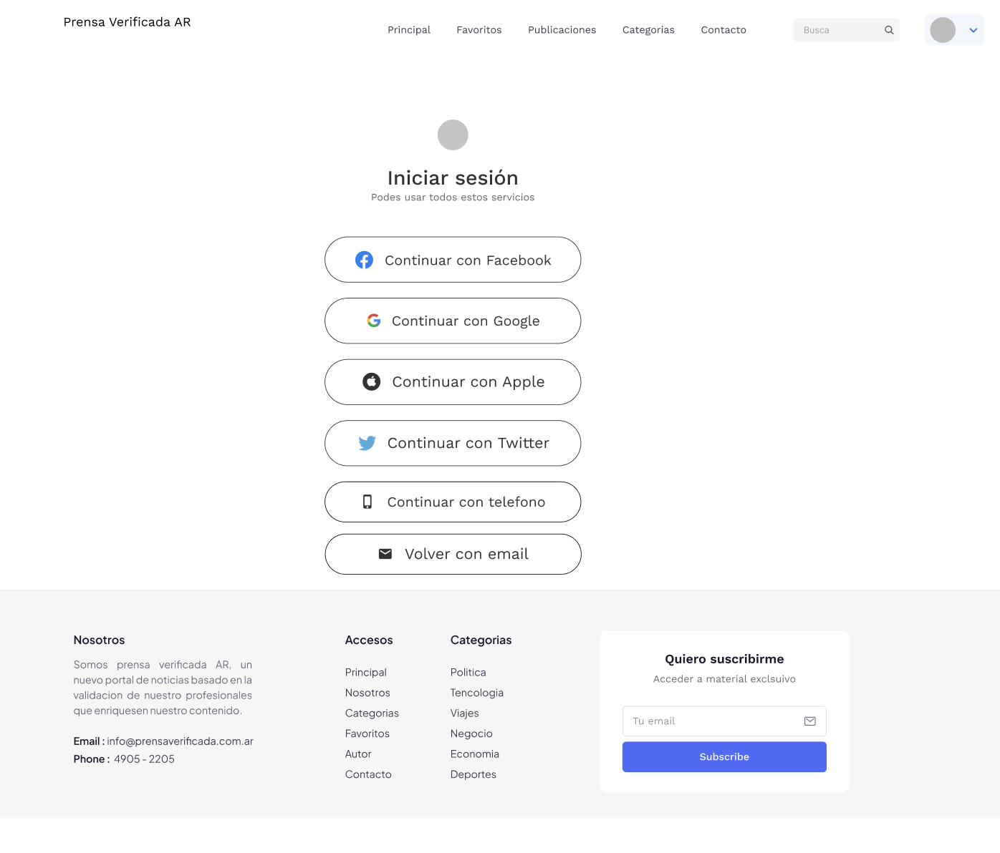 Prensa Verificada AR
Principal
Favoritos
Publicaciones
Categorias
Contacto
Busca
Iniciar sesión
Podes usar todos estos servicios
Continuar con Facebook
Continuar con Google
Continuar con Apple
Continuar con Twitter
Continuar con telefono
Volver con email
Nosotros
Somos prensa verificada AR, un
nuevo portal de noticias basado en la
validacion de nuestro profesionales
que enriquesen nuestro contenido.
Email : info@prensaverificada.com.ar
Phone : 4905 - 2205
Accesos
Principal
Nosotros
Categorias
Favoritos
Autor
Contacto
Categorias
Politica
Tencologia
Viajes
Negocio
Economia
Deportes
Quiero suscribirme
Acceder a material exclsuivo
Tu email
Subscribe